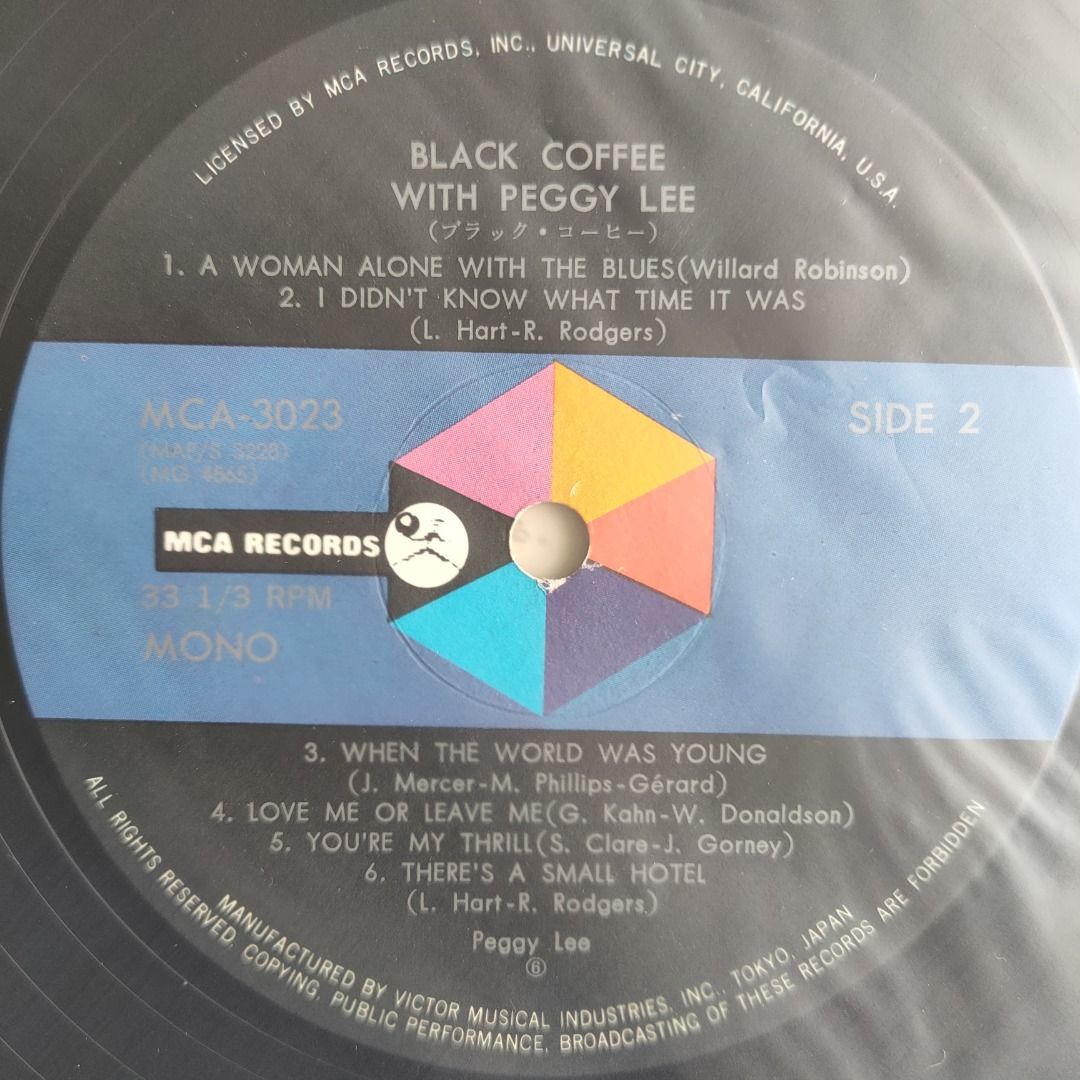 LICENSED BY MCA RECORDS, INC., UNIVERSAL CITY, CALIFORNIA, U.S.A.
BLACK COFFEE
WITH PEGGY LEE
(ブラック・コーヒー)
1. A WOMAN ALONE WITH THE BLUES(Willard Robinson)
2. I DIDN'T KNOW WHAT TIME IT WAS
(L. Hart-R. Rodgers)
MCA-3023
SIDE 2
(MAP/S 3228)
(MG 4565)
MCA RECORDS
33 1/3 RPM
MONO
3. WHEN THE WORLD WAS YOUNG
(J. Mercer-M. Phillips-Gérard)
4. LOVE ME OR LEAVE ME(G. Kahn-W. Donaldson)
5. YOU'RE MY THRILL(S. Clare-J. Gorney)
6. THERE'S A SMALL HOTEL
(L. Hart-R. Rodgers)
Peggy Lee
⑥
MANUFACTURED BY VICTOR MUSICAL INDUSTRIES, INC., TOKYO, JAPAN
ALL RIGHTS RESERVED, COPYING, PUBLIC PERFORMANCE, BROADCASTING OF THESE RECORDS ARE FORBIDDEN